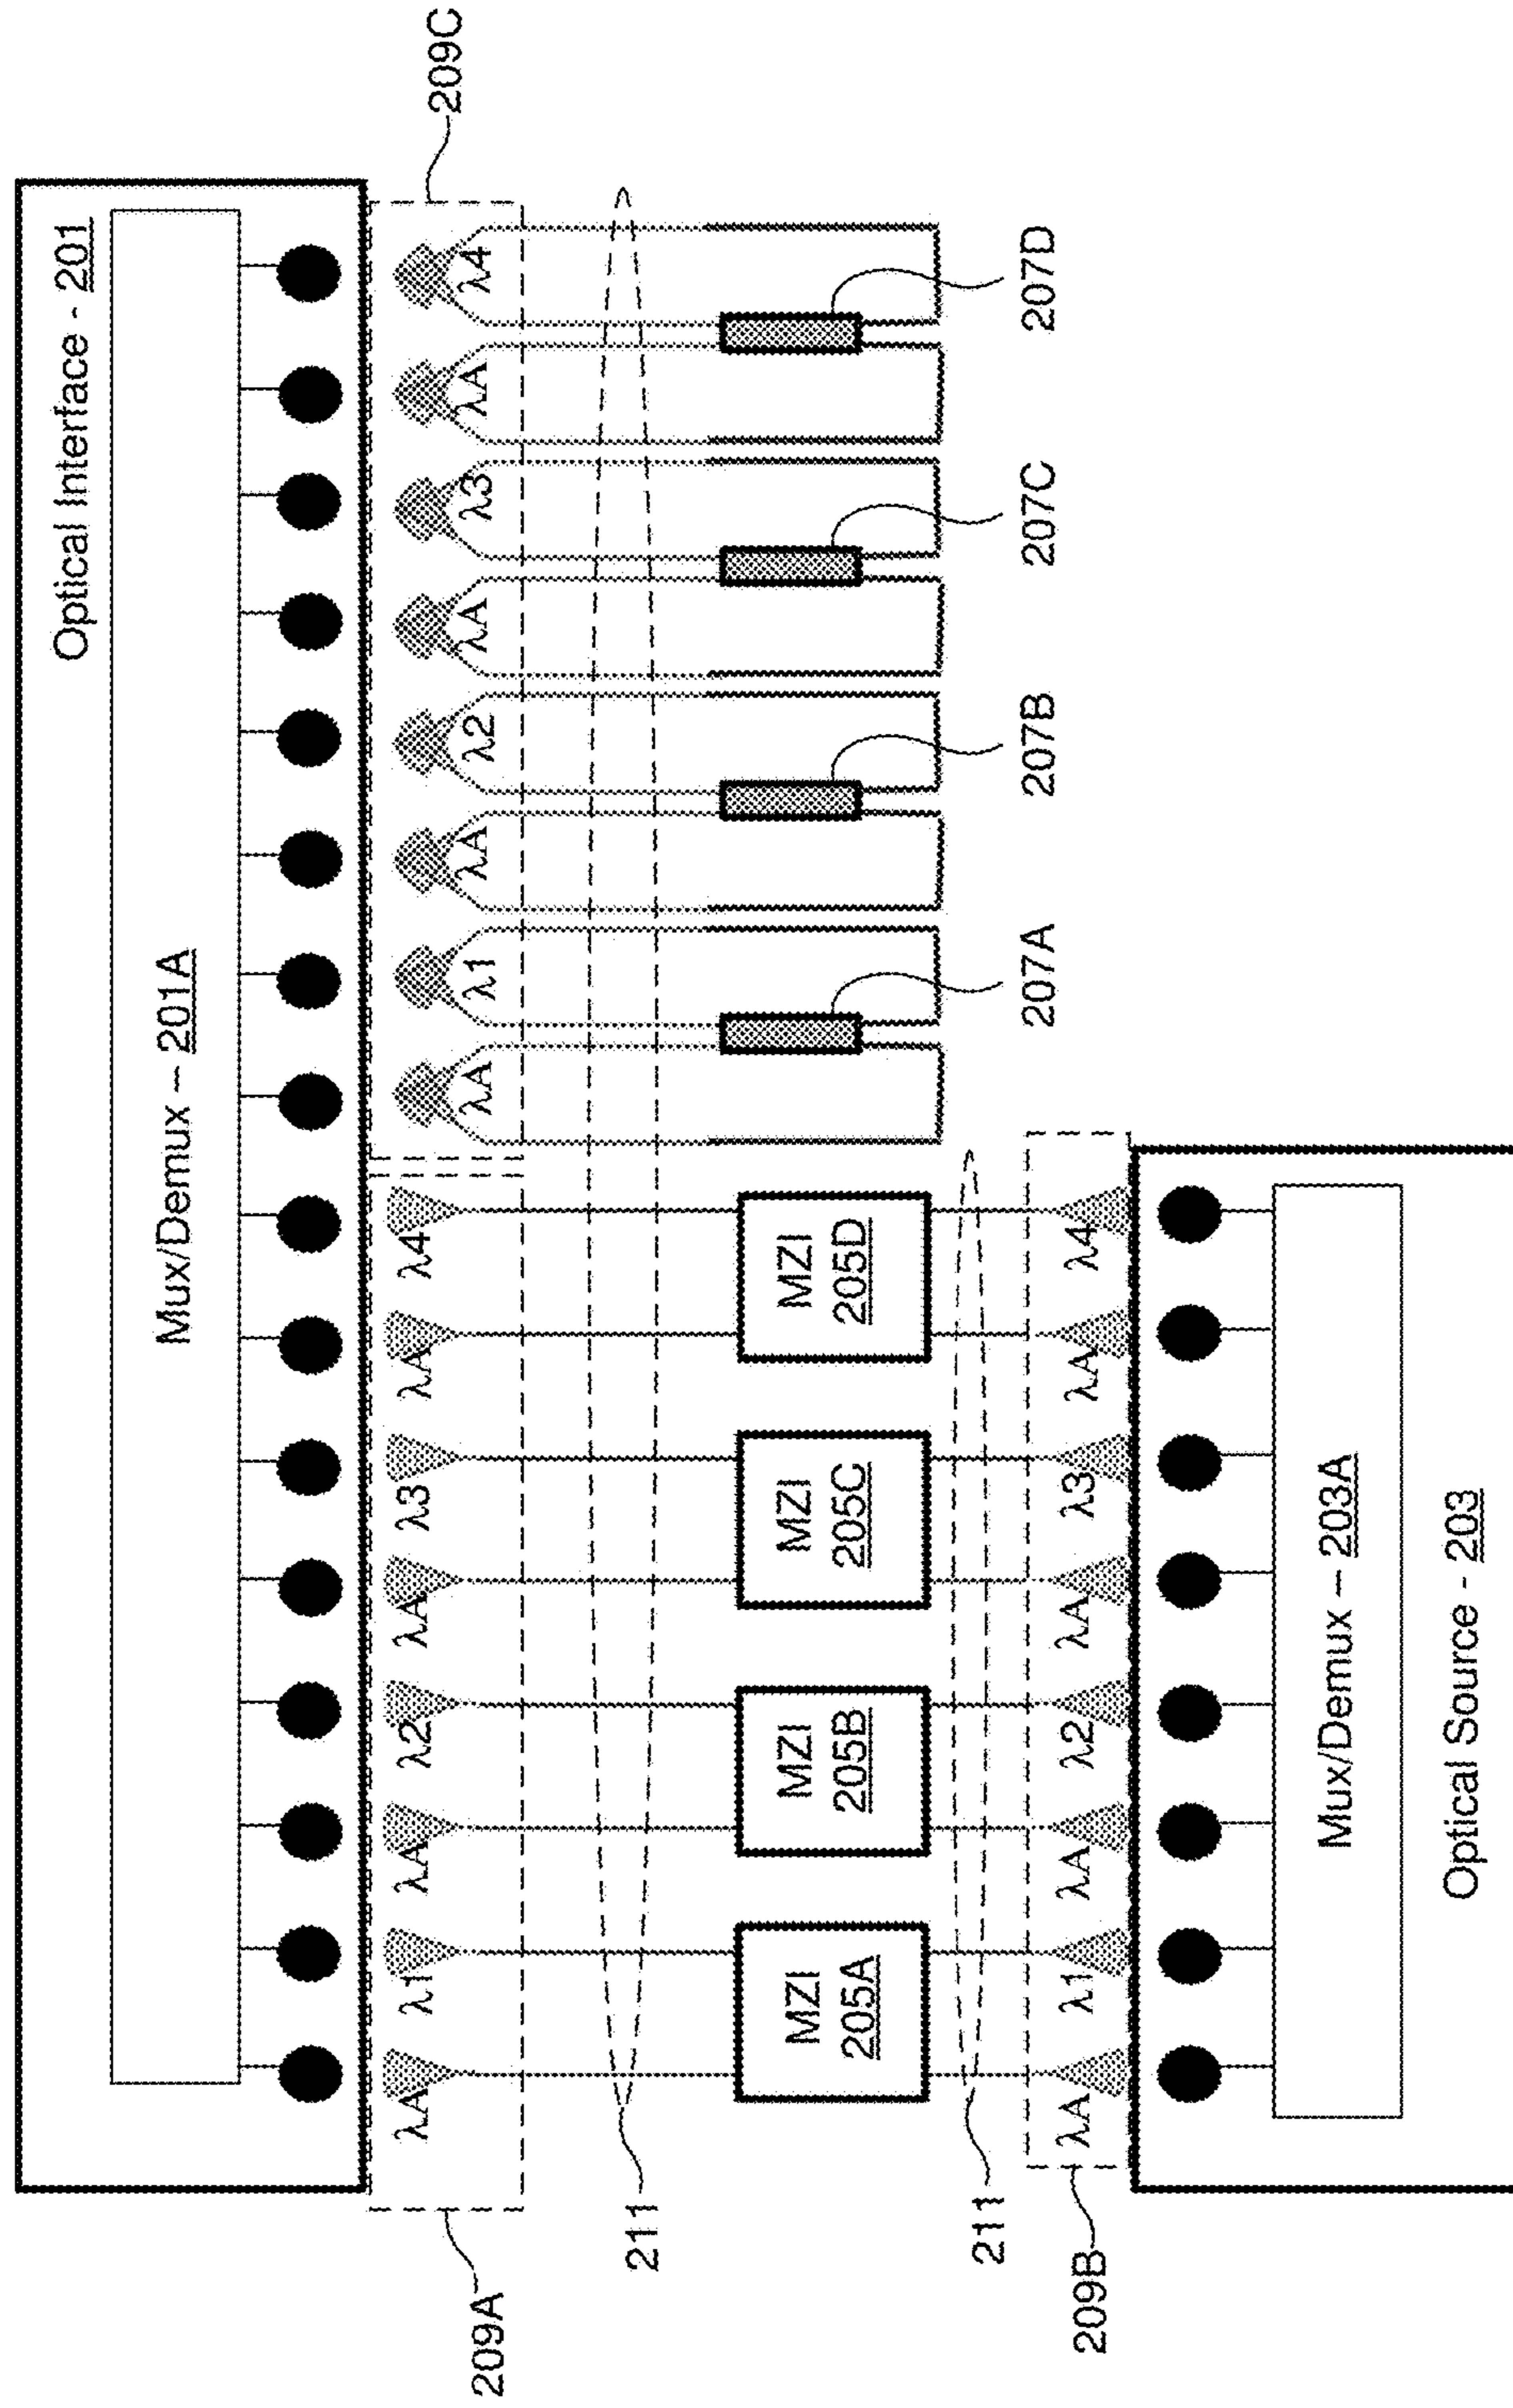 Optical Interface - 201
Mux/Demux – 201A
209A
λA
λ1
λA
λ2
λA
λ3
λA
λ4
λA
λ1
λA
λ2
λA
λ3
λA
λ4
209C
211
MZI
205A
MZI
205B
MZI
205C
MZI
205D
207A
207B
207C
207D
211
209B
λA
λ1
λA
λ2
λA
λ3
λA
λ4
Mux/Demux – 203A
Optical Source - 203